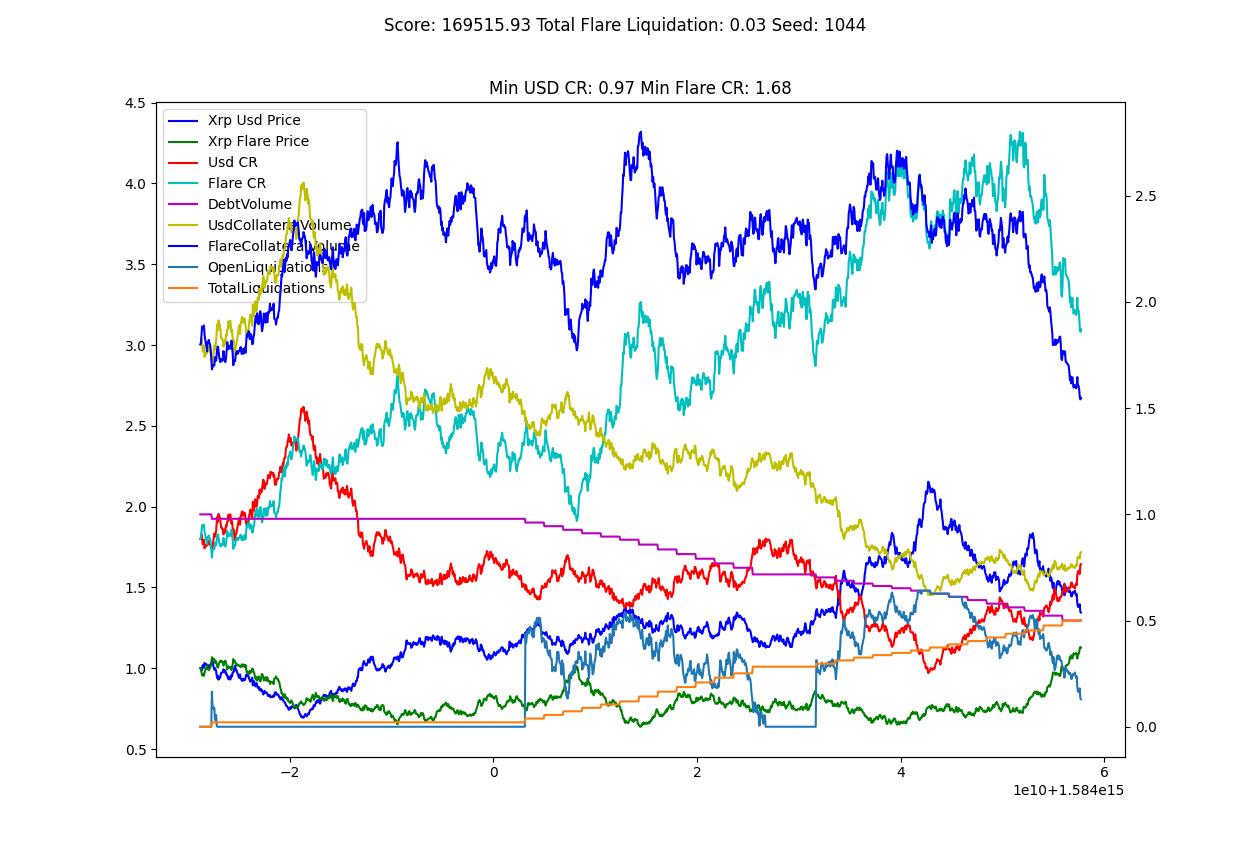 Score: 169515.93 Total Flare Liquidation: 0.03 Seed: 1044
Min USD CR: 0.97 Min Flare CR: 1.68
Xrp Usd Price
Xrp Flare Price
Usd CR
Flare CR
DebtVolume
UsdCollateralVolume
FlareCollateralVolume
OpenLiquidations
TotalLiquidations
4.5
4.0
3.5
3.0
2.5
2.0
1.5
1.0
0.5
2.5
2.0
1.5
1.0
0.5
0.0
−2 0 2 4 6
1e10+1.584e15